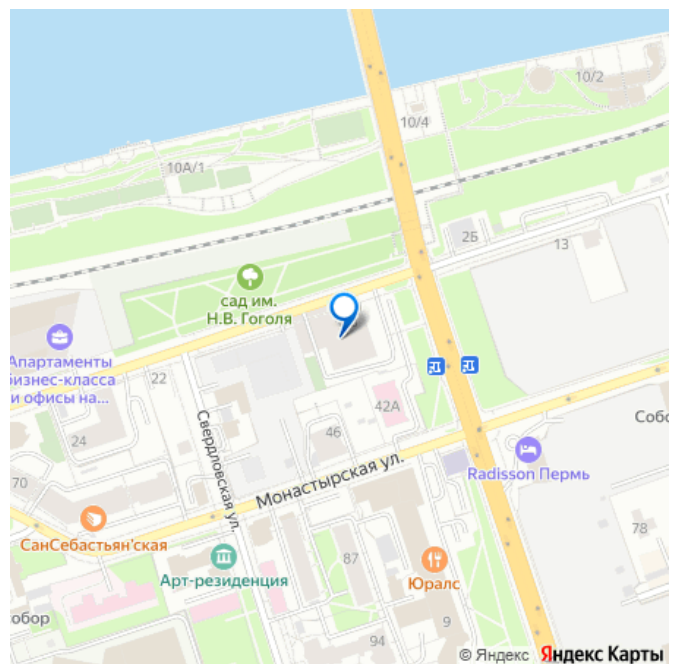 10/2
10/4
10А/1
2Б
13
сад им.
Н.В. Гоголя
Апартаменты
бизнес-класса
и офисы на...
22
42А
46
24
Свердловская ул.
Собо
70
Монастырская ул.
Radisson Пермь
СанСебастьян'ская
78
Арт-резиденция
87
Юралс
обор
9
94
© Яндекс Яндекс Карты